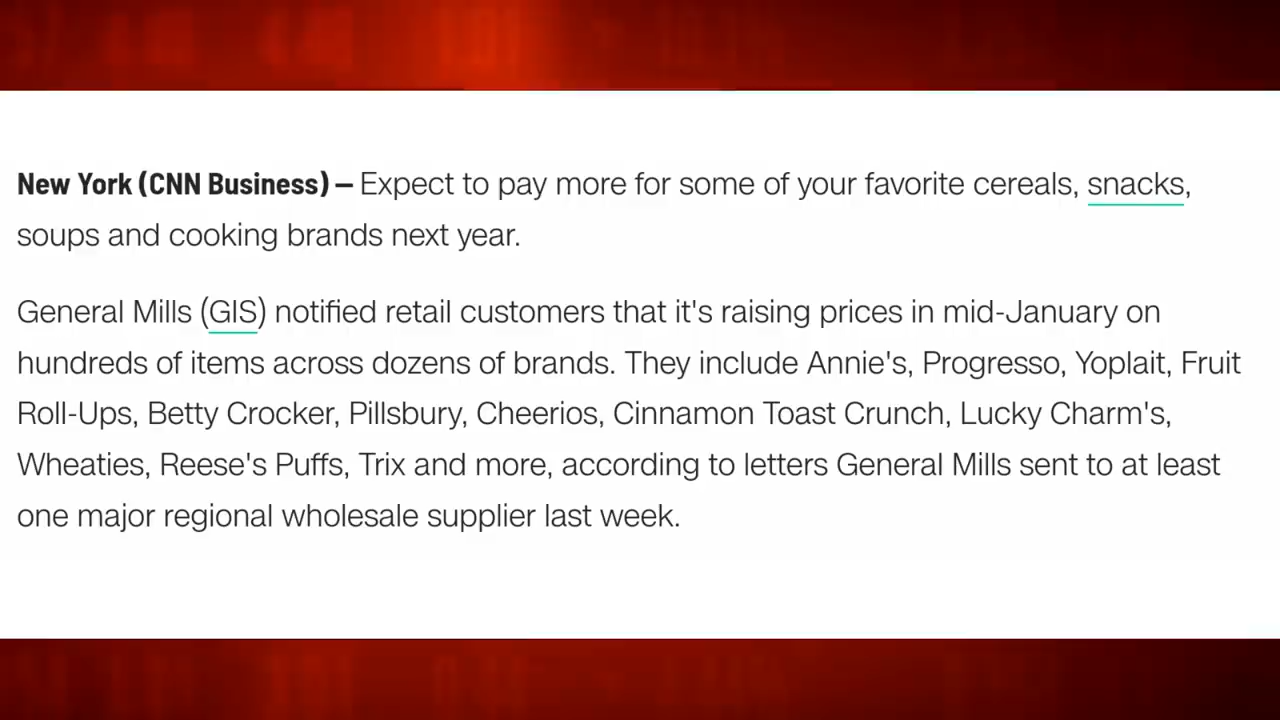 New York (CNN Business) – Expect to pay more for some of your favorite cereals, snacks,
soups and cooking brands next year.
General Mills (GIS) notified retail customers that it's raising prices in mid-January on
hundreds of items across dozens of brands. They include Annie's, Progresso, Yoplait, Fruit
Roll-Ups, Betty Crocker, Pillsbury, Cheerios, Cinnamon Toast Crunch, Lucky Charm's,
Wheaties, Reese's Puffs, Trix and more, according to letters General Mills sent to at least
one major regional wholesale supplier last week.